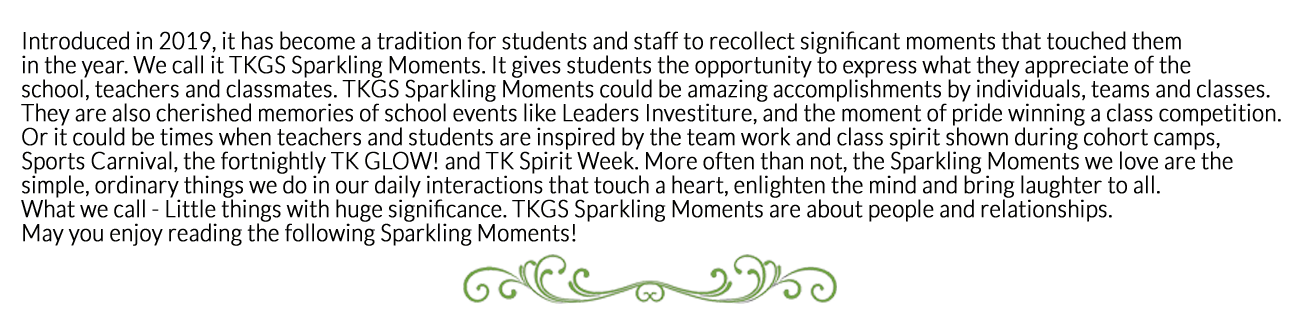 Introduced in 2019, it has become a tradition for students and staff to recollect significant moments that touched them
in the year. We call it TKGS Sparkling Moments. It gives students the opportunity to express what they appreciate of the
school, teachers and classmates. TKGS Sparkling Moments could be amazing accomplishments by individuals, teams and classes.
They are also cherished memories of school events like Leaders Investiture, and the moment of pride winning a class competition.
Or it could be times when teachers and students are inspired by the team work and class spirit shown during cohort camps,
Sports Carnival, the fortnightly TK GLOW! and TK Spirit Week. More often than not, the Sparkling Moments we love are the
simple, ordinary things we do in our daily interactions that touch a heart, enlighten the mind and bring laughter to all.
What we call - Little things with huge significance. TKGS Sparkling Moments are about people and relationships.
May you enjoy reading the following Sparkling Moments!